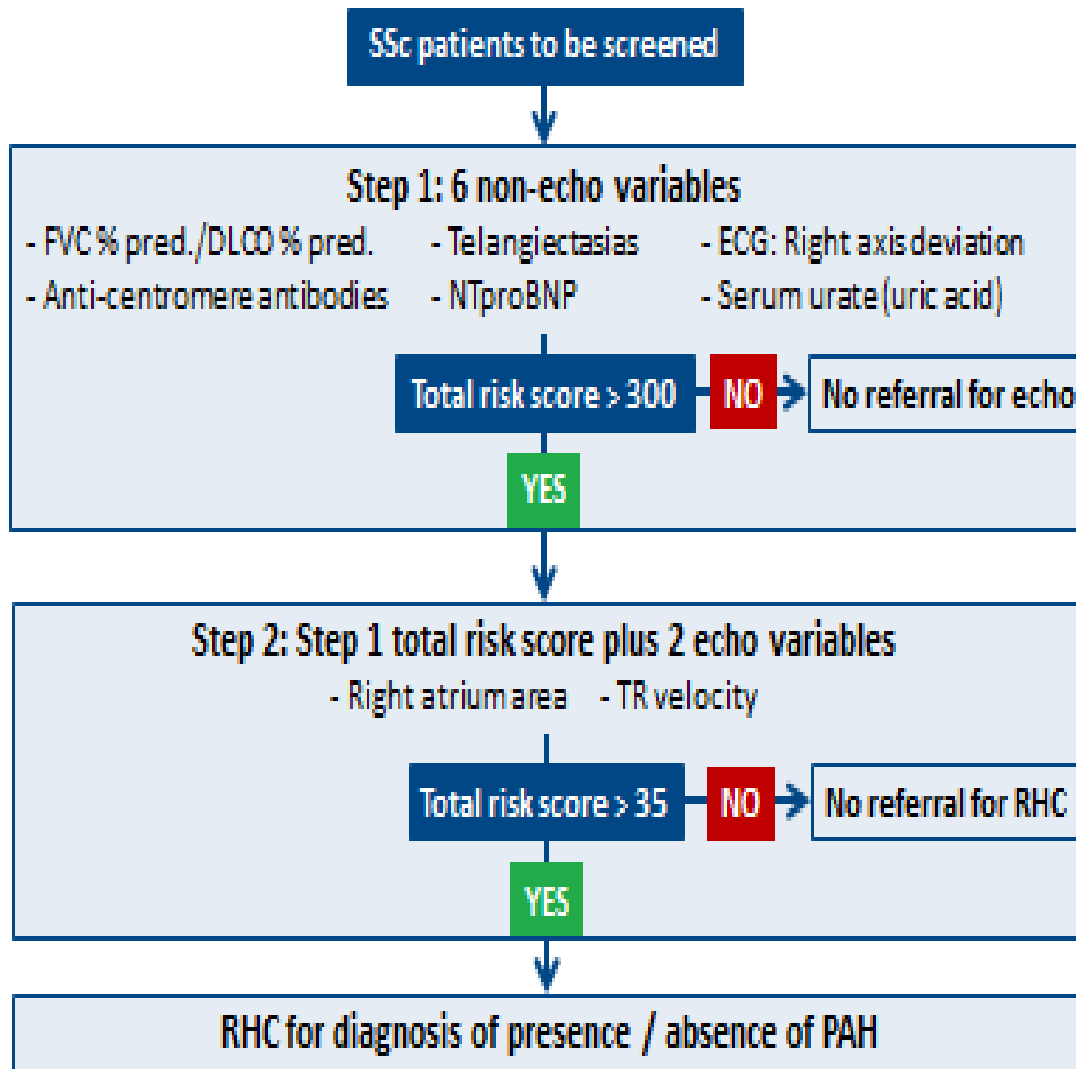 SSc patients to be screened
Step 1: 6 non-echo variables
- FVC % pred./DLCO % pred. - Telangiectasias - ECG: Right axis deviation
- Anti-centromere antibodies - NTproBNP - Serum urate (uric acid)
Total risk score > 300 NO No referral for echo
YES
Step 2: Step 1 total risk score plus 2 echo variables
- Right atrium area - TR velocity
Total risk score > 35 NO No referral for RHC
YES
RHC for diagnosis of presence / absence of PAH